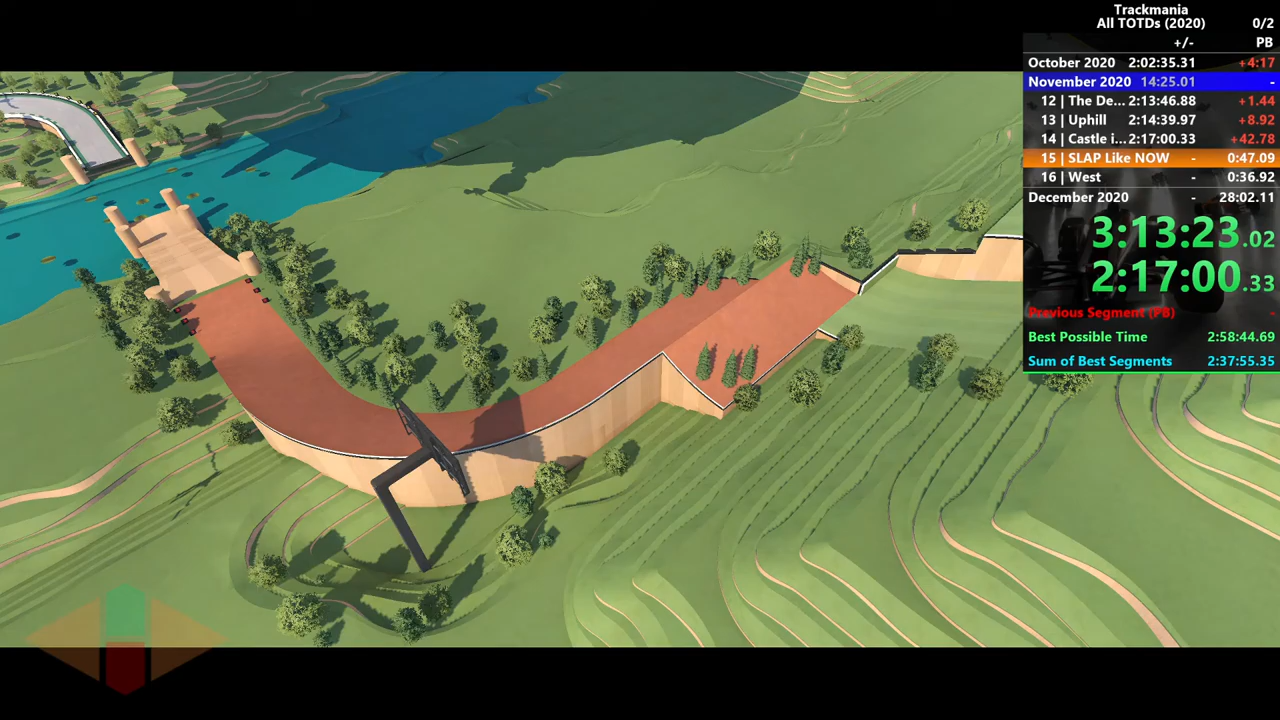 Trackmania
All TOTDs (2020) 0/2
+/- PB
October 2020 2:02:35.31 +4:17
November 2020 14:25.01 -
12 | The De... 2:13:46.88 +1.44
13 | Uphill 2:14:39.97 +8.92
14 | Castle i... 2:17:00.33 +42.78
15 | SLAP Like NOW - 0:47.09
16 | West - 0:36.92
December 2020 - 28:02.11
3:13:23.02
2:17:00.33
Previous Segment (PB) -
Best Possible Time 2:58:44.69
Sum of Best Segments 2:37:55.35